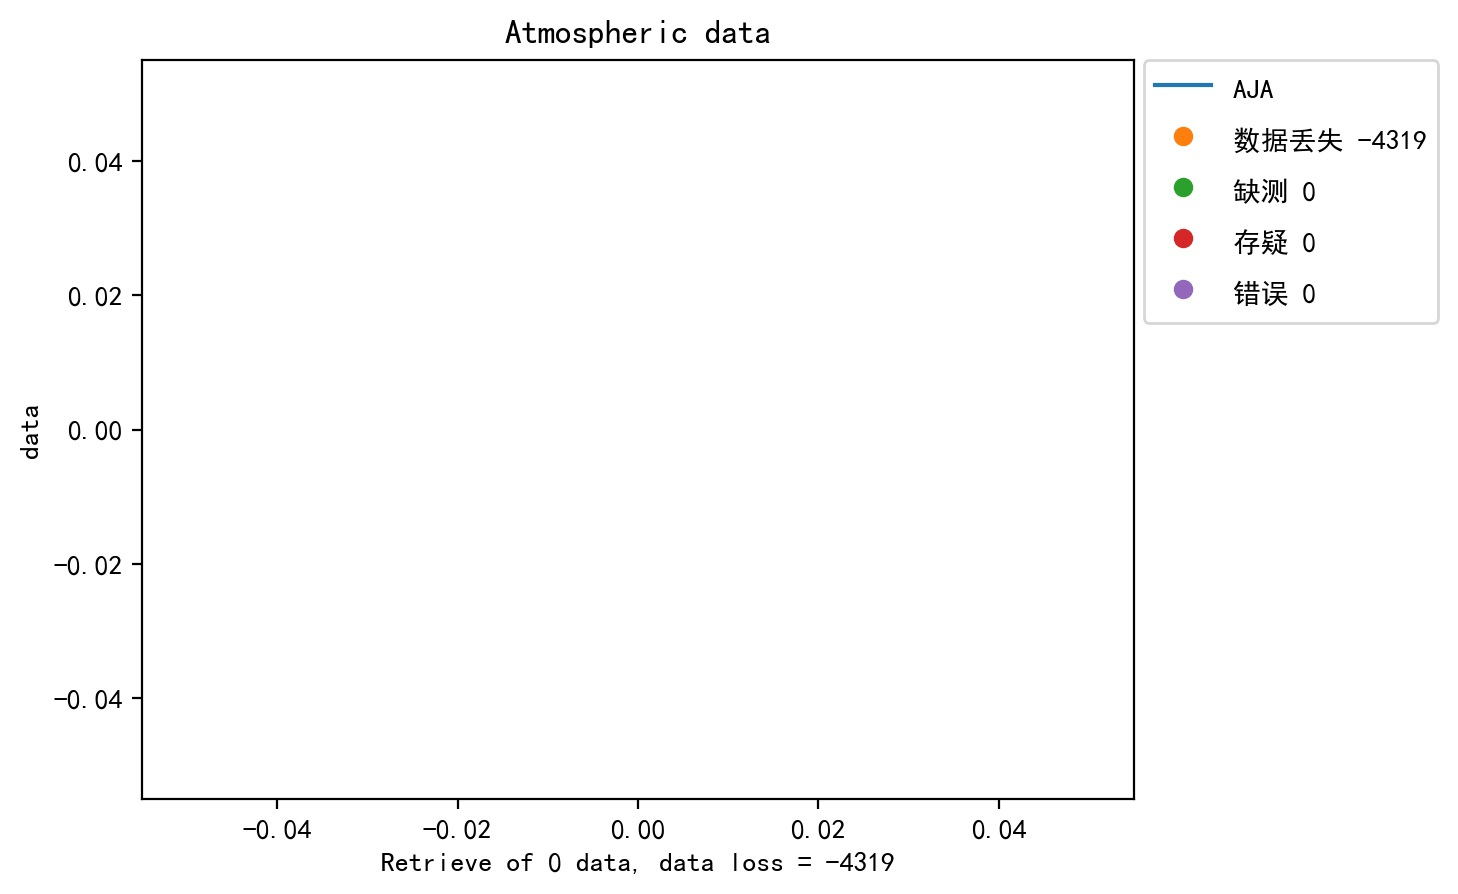 Atmospheric data
AJA
数据丢失 -4319
缺测 0
存疑 0
错误 0
data
0.04
0.02
0.00
-0.02
-0.04
-0.04 -0.02 0.00 0.02 0.04
Retrieve of 0 data, data loss = -4319